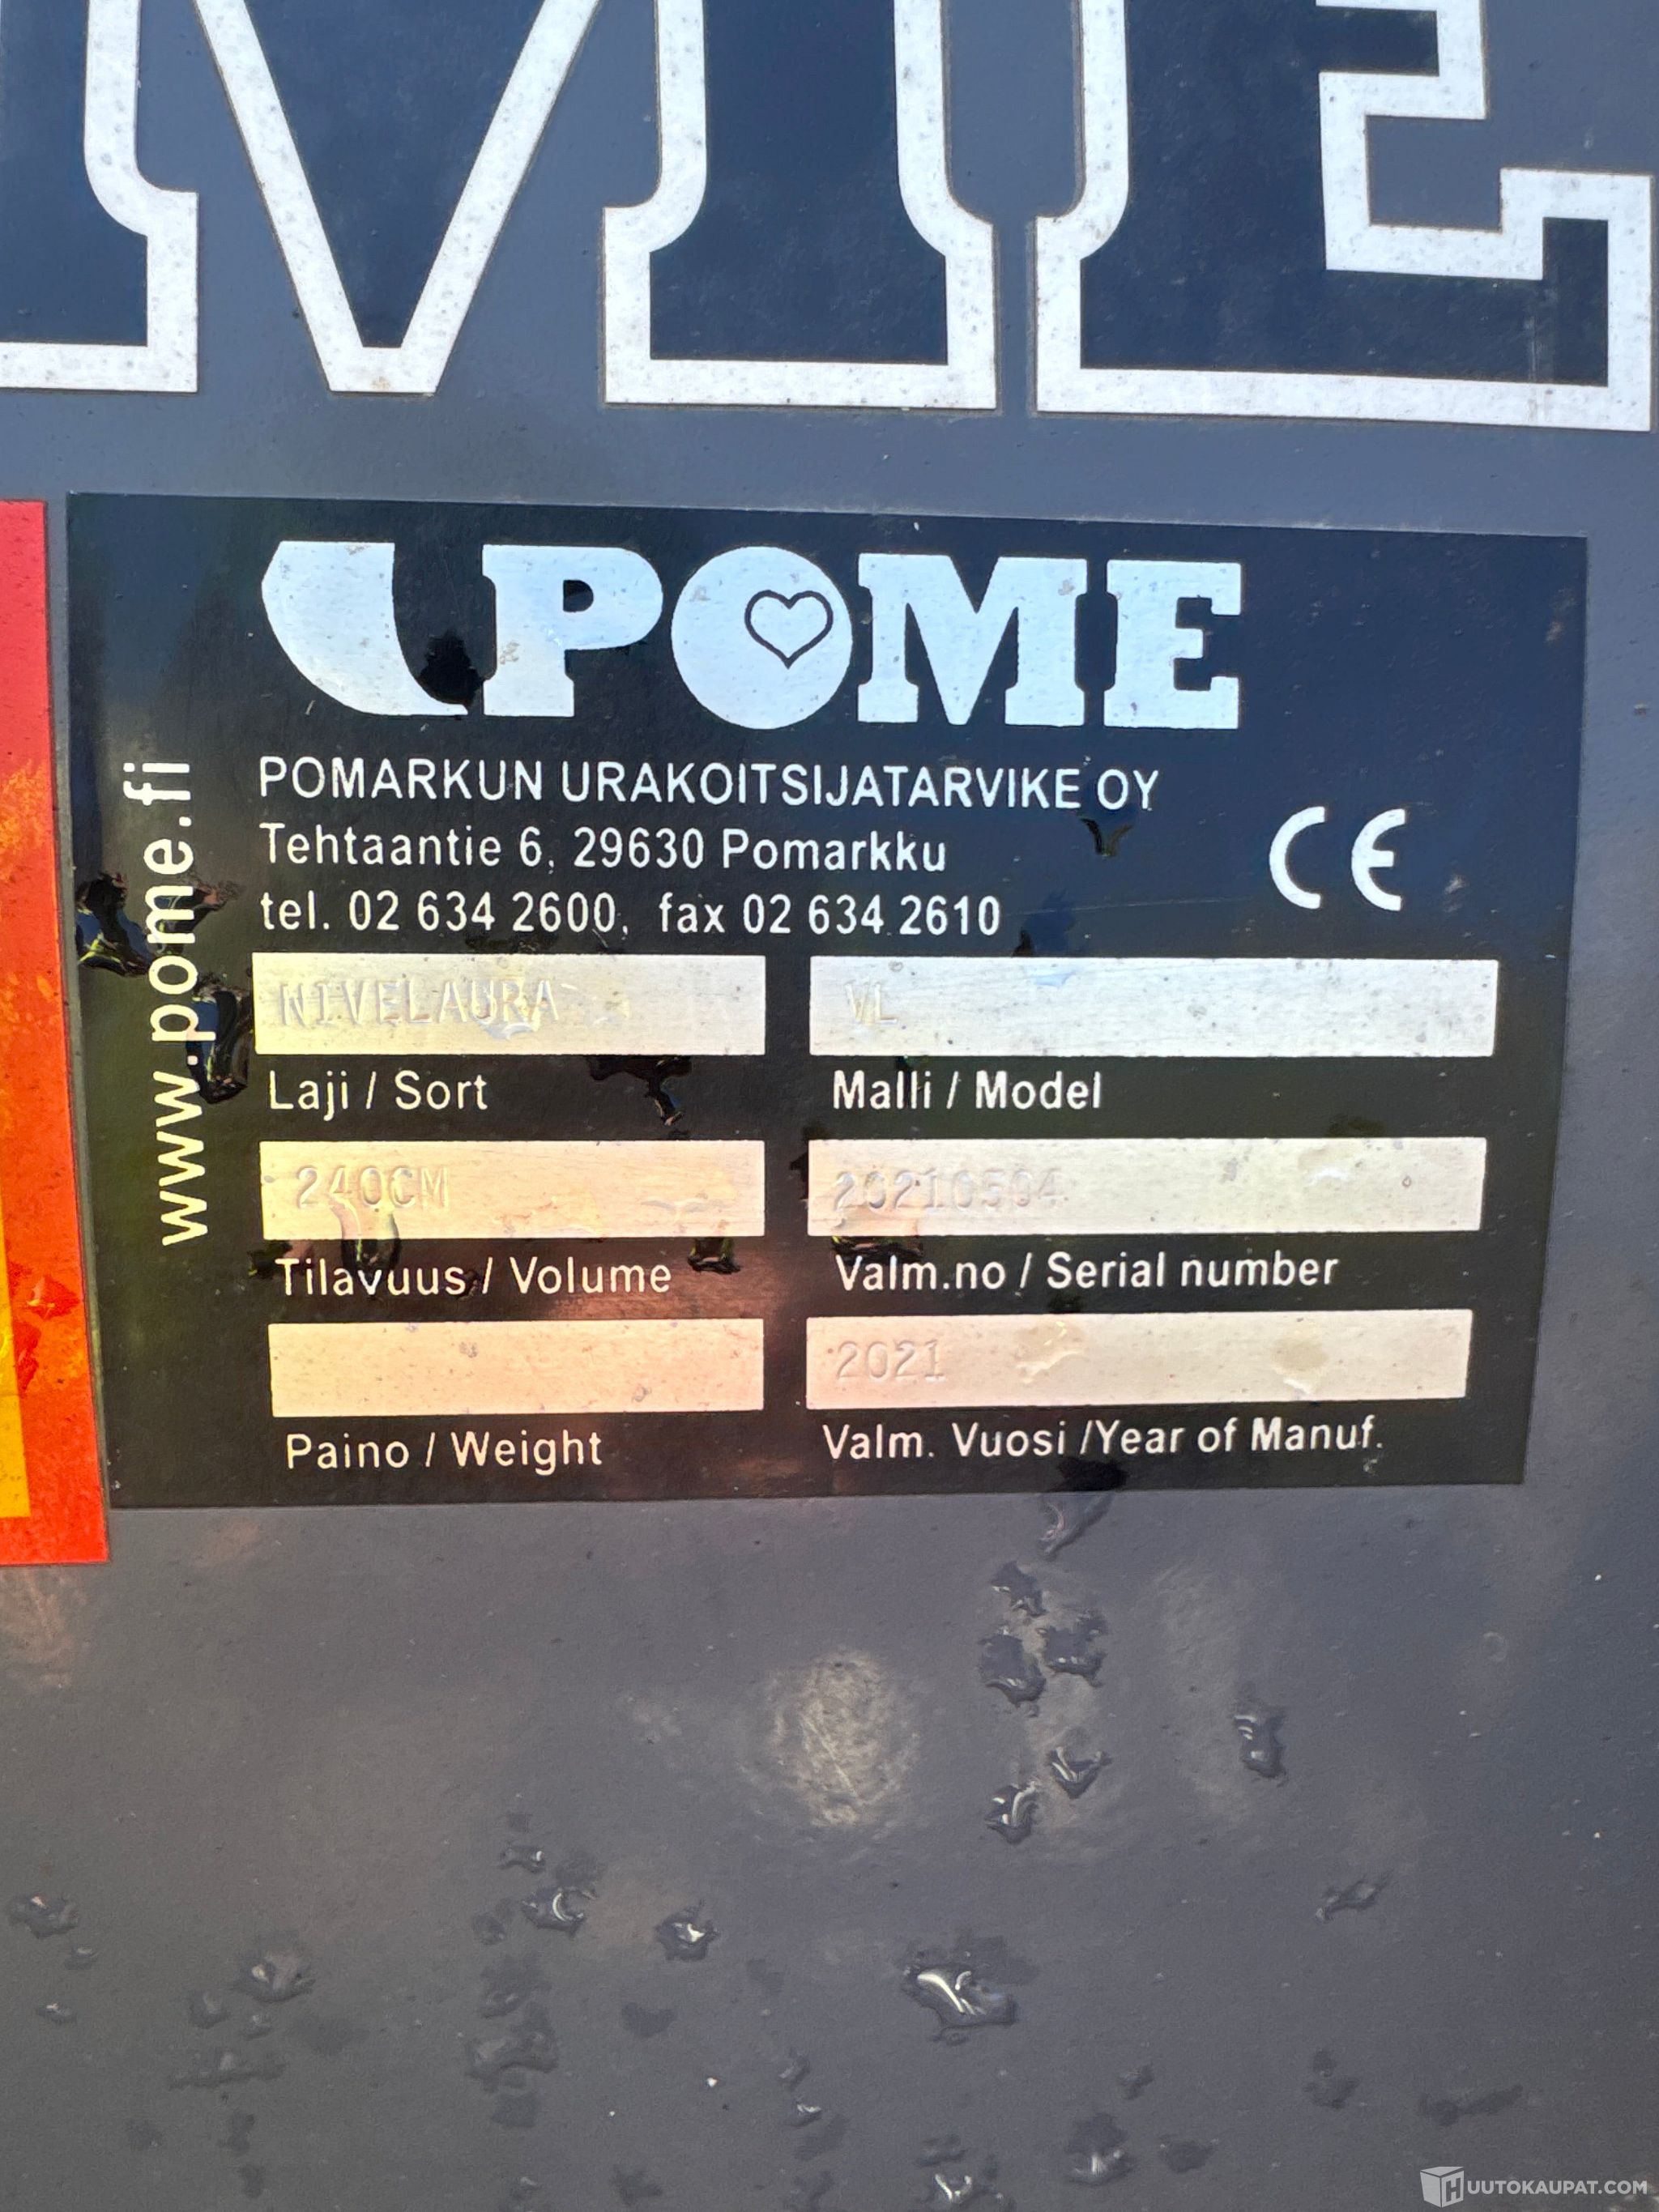 ME
POME
POMARKUN URAKOITSIJATARVIKE OY
Tehtaantie 6, 29630 Pomarkku
tel. 02 634 2600, fax 02 634 2610
CE
www.pome.fi
NIVELAURA
VL
Laji / Sort
Malli / Model
240CM
20210504
Tilavuus / Volume
Valm.no / Serial number
2021
Paino / Weight
Valm. Vuosi /Year of Manuf.
HUUTOKAUPAT.COM